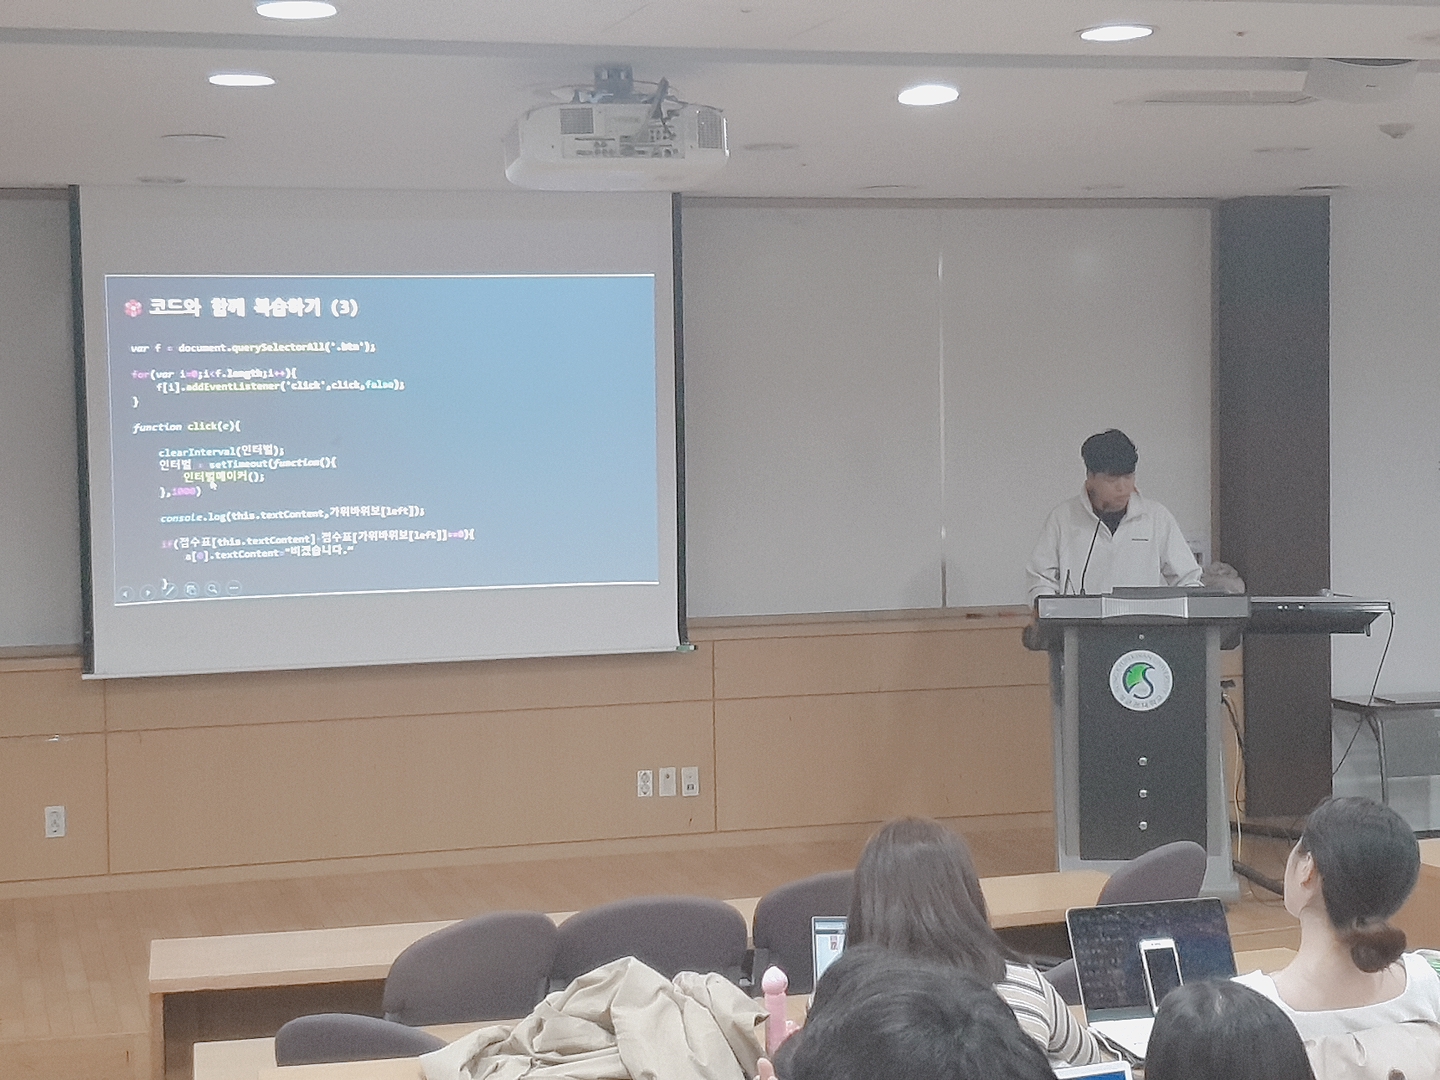 코드와 함께 복습하기 (3)
var f = document.querySelectorAll('.btn');
for(var i=0;i<f.length;i++){
f[i].addEventListener('click',click,false);
}
function click(e){
clearInterval(인터벌);
인터벌 = setTimeout(function(){
인터벌메이커();
},1000)
console.log(this.textContent,가위바위보[left]);
if(점수표[this.textContent]-점수표[가위바위보[left]]==0){
a[0].textContent="비겼습니다."
}